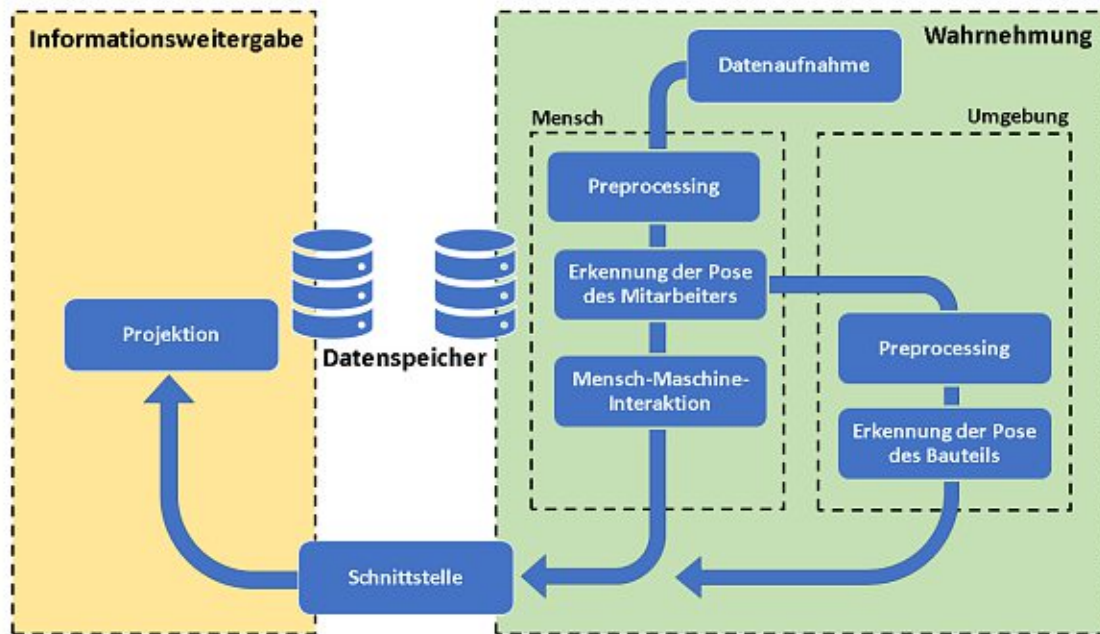 Informationsweitergabe
Wahrnehmung
Datenaufnahme
Mensch
Umgebung
Preprocessing
Erkennung der Pose
des Mitarbeiters
Projektion
Datenspeicher
Preprocessing
Mensch-Maschine-
Interaktion
Erkennung der Pose
des Bauteils
Schnittstelle